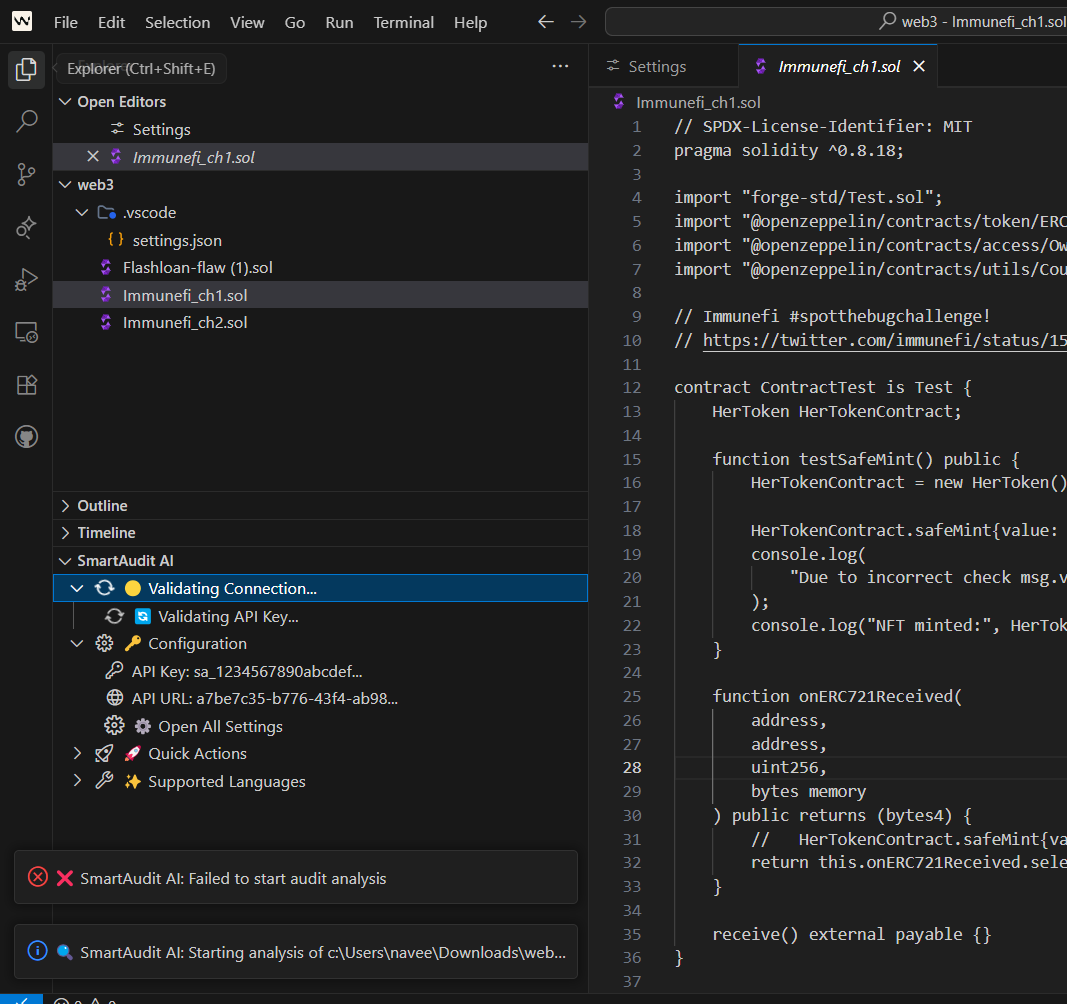 File Edit Selection View Go Run Terminal Help
web3 - Immunefi_ch1.sol
Explorer (Ctrl+Shift+E)
Open Editors
Settings
Immunefi_ch1.sol
web3
.vscode
{ } settings.json
Flashloan-flaw (1).sol
Immunefi_ch1.sol
Immunefi_ch2.sol
Outline
Timeline
SmartAudit AI
Validating Connection...
Validating API Key...
Configuration
API Key: sa_1234567890abcdef...
API URL: a7be7c35-b776-43f4-ab98...
Open All Settings
Quick Actions
Supported Languages
SmartAudit AI: Failed to start audit analysis
SmartAudit AI: Starting analysis of c:\Users\navee\Downloads\web...
Settings
Immunefi_ch1.sol
Immunefi_ch1.sol
1 // SPDX-License-Identifier: MIT
2 pragma solidity ^0.8.18;
3
4 import "forge-std/Test.sol";
5 import "@openzeppelin/contracts/token/ERC
6 import "@openzeppelin/contracts/access/Ow
7 import "@openzeppelin/contracts/utils/Cou
8
9 // Immunefi #spotthebugchallenge!
10 // https://twitter.com/immunefi/status/15
11
12 contract ContractTest is Test {
13 HerToken HerTokenContract;
14
15 function testSafeMint() public {
16 HerTokenContract = new HerToken()
17
18 HerTokenContract.safeMint{value:
19 console.log(
20 "Due to incorrect check msg.v
21 );
22 console.log("NFT minted:", HerTok
23 }
24
25 function onERC721Received(
26 address,
27 address,
28 uint256,
29 bytes memory
30 ) public returns (bytes4) {
31 // HerTokenContract.safeMint{va
32 return this.onERC721Received.sele
33 }
34
35 receive() external payable {}
36 }
37